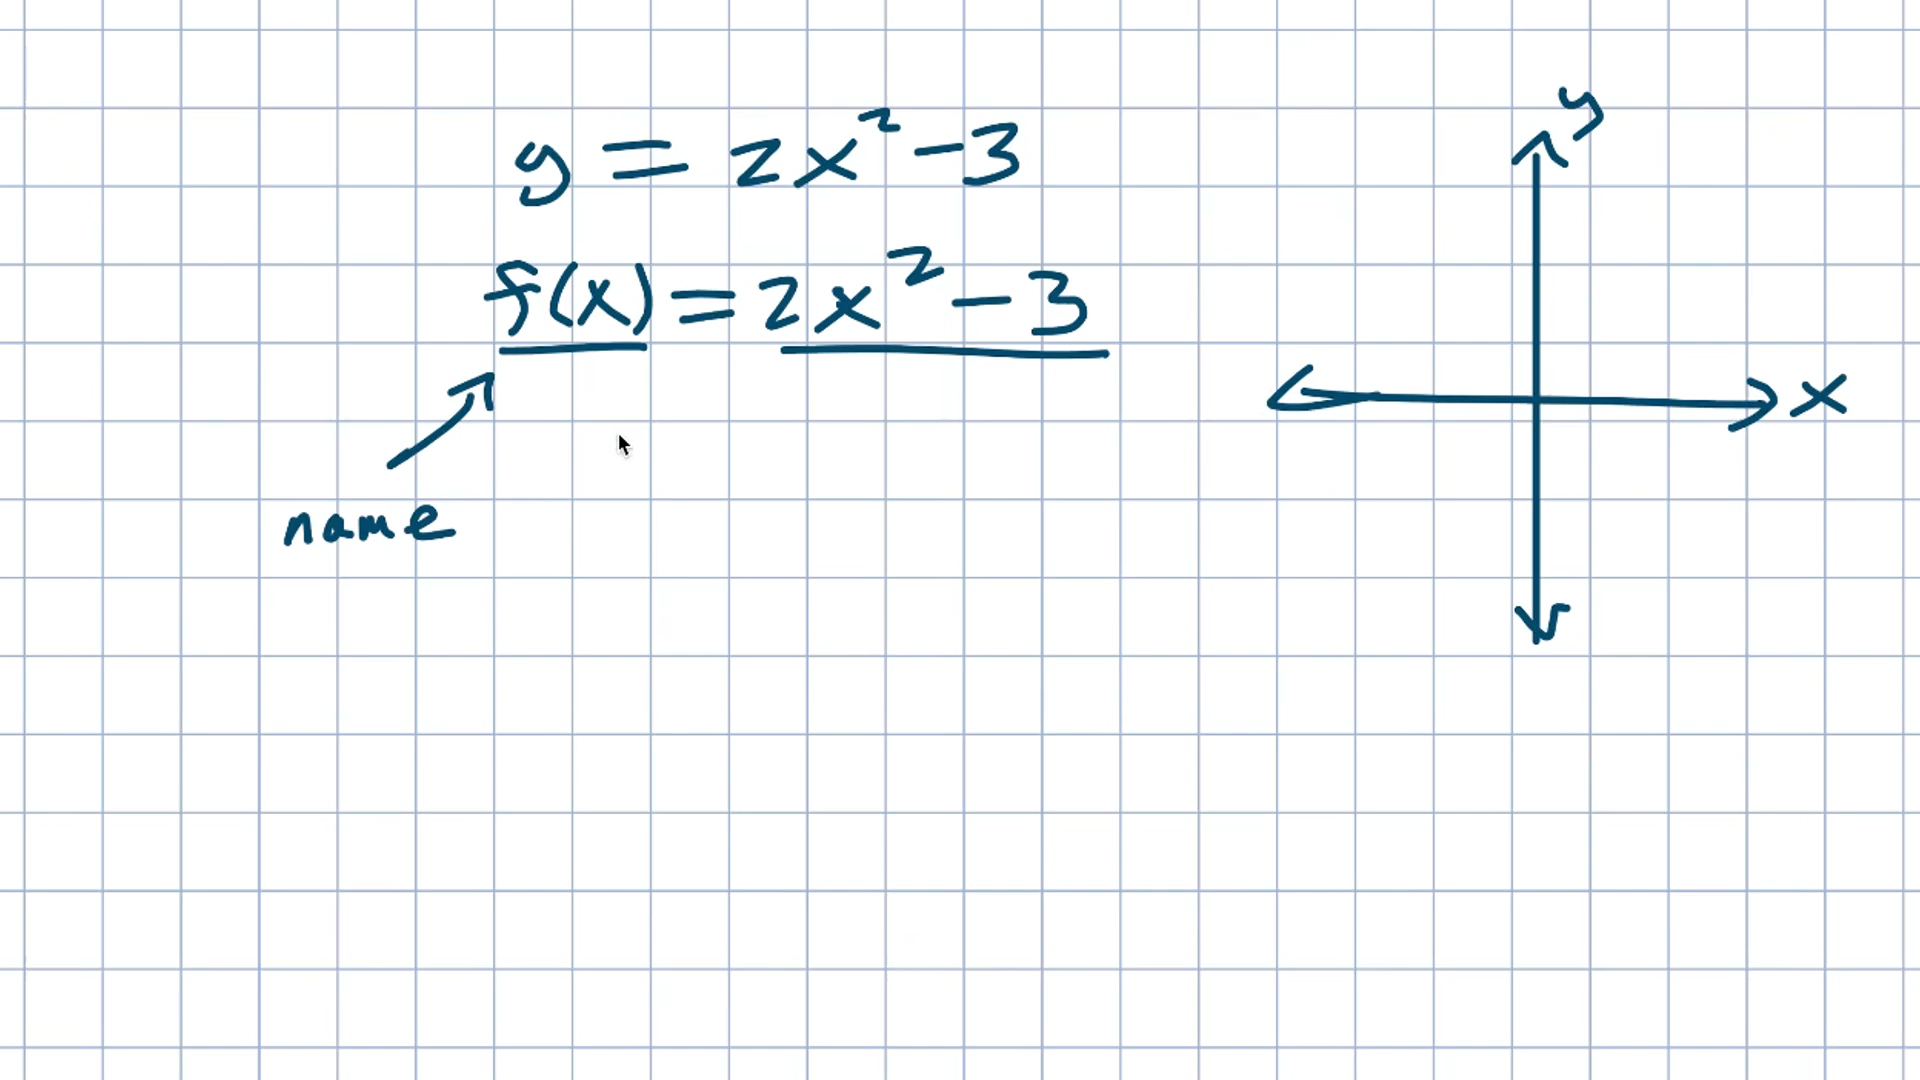 y = 2x² - 3
f(x) = 2x² - 3
name
y
x